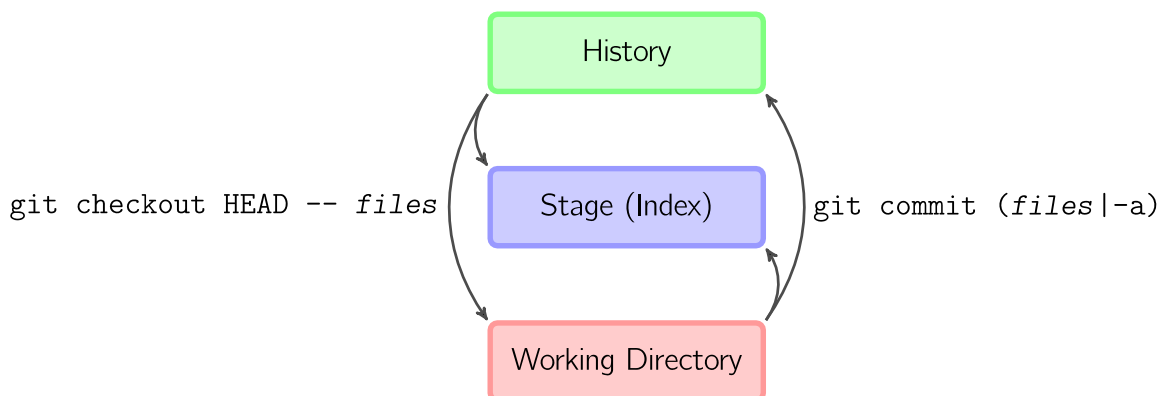 History
git checkout HEAD -- files
Stage (Index)
git commit (files|-a)
Working Directory